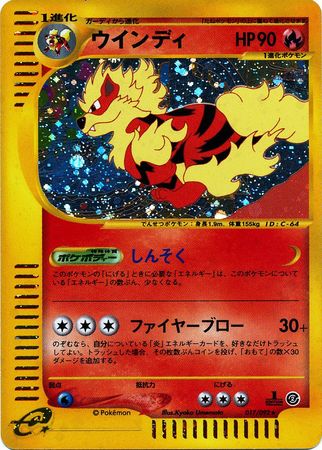 1進化
ガーディから進化
ウインディ
HP90
1進化ポケモン
でんせつポケモン:身長1.9m、体重155kg ID:C-64
特殊体質
ポケボディー
しんそく
このポケモンの「にげる」ときに必要な「エネルギー」は、このポケモンについている「エネルギー」の数ぶん、少なくなる。
ファイヤーブロー
30+
のぞむなら、自分についている「炎」エネルギーカードを、好きなだけトラッシュしてよい。トラッシュした場合、その枚数ぶんコインを投げ、「おもて」の数×30ダメージを追加する。
弱点
抵抗力
にげる
© Pokémon
Illus.Kyoko Umemoto
1
017/092★
e